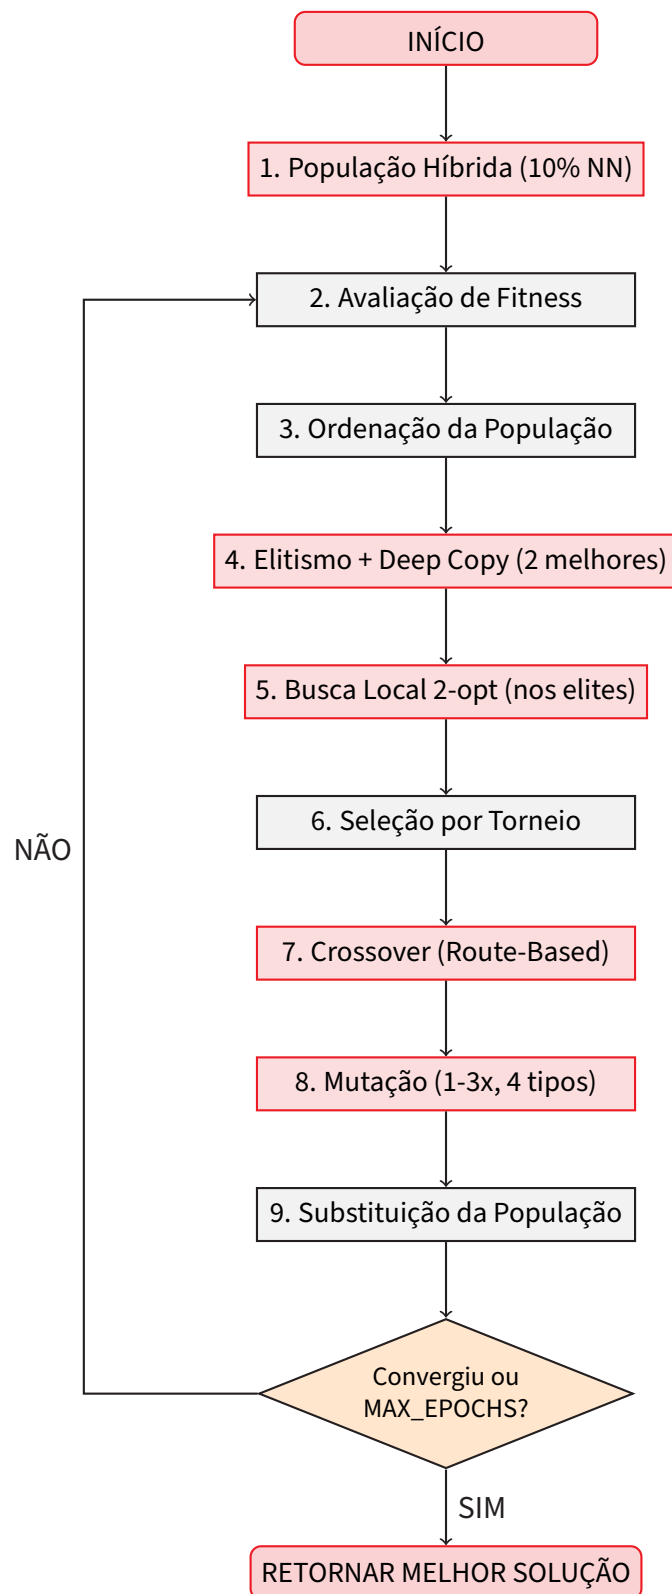 INÍCIO
1. População Híbrida (10% NN)
2. Avaliação de Fitness
3. Ordenação da População
4. Elitismo + Deep Copy (2 melhores)
5. Busca Local 2-opt (nos elites)
6. Seleção por Torneio
NÃO
7. Crossover (Route-Based)
8. Mutação (1-3x, 4 tipos)
9. Substituição da População
Convergiu ou
MAX_EPOCHS?
SIM
RETORNAR MELHOR SOLUÇÃO